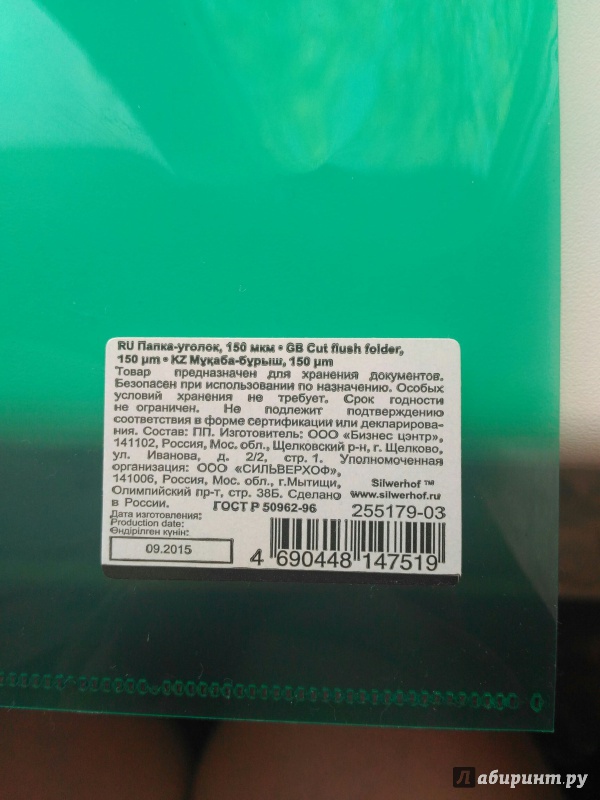 RU Папка-уголок, 150 мкм • GB Cut flush folder,
150 µm • KZ Мұқаба-бұрыш, 150 µm
Товар предназначен для хранения документов.
Безопасен при использовании по назначению. Особых
условий хранения не требует. Срок годности
не ограничен. Не подлежит подтверждению
соответствия в форме сертификации или декларирова-
ния. Состав: ПП. Изготовитель: ООО «Бизнес цэнтр»,
141102, Россия, Мос. обл., Щелковский р-н, г. Щелково,
ул. Иванова, д. 2/2, стр. 1. Уполномоченная
организация: ООО «СИЛЬВЕРХОФ»,
141006, Россия, Мос. обл., г.Мытищи,
Олимпийский пр-т, стр. 38Б. Сделано
в России.
Silwerhof ™
www.silwerhof.ru
ГОСТ Р 50962-96
255179-03
Дата изготовления:
Production date:
Өндірілген күнін:
09.2015
4 690448 147519
лабиринт.ру